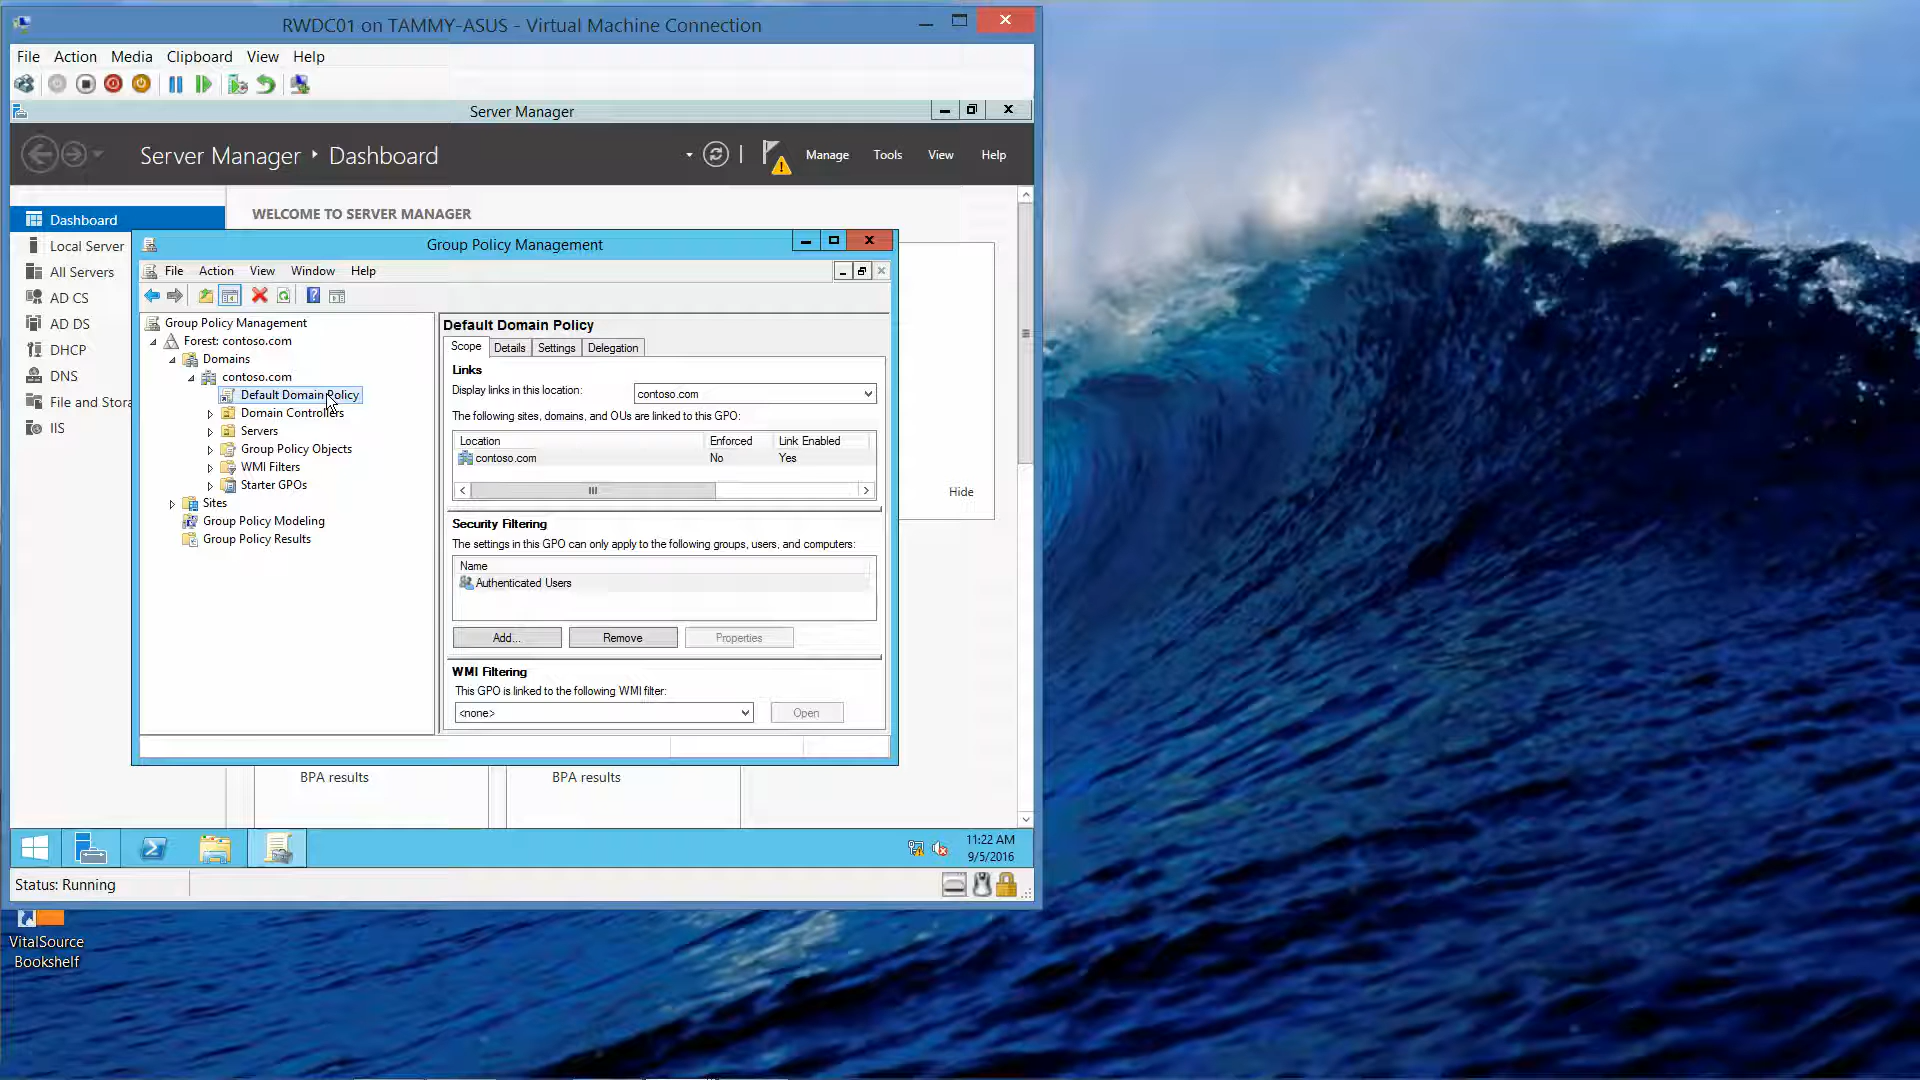 RWDC01 on TAMMY-ASUS - Virtual Machine Connection
File Action Media Clipboard View Help
Server Manager
Server Manager Dashboard
Manage Tools View Help
WELCOME TO SERVER MANAGER
Dashboard
Local Server
All Servers
AD CS
AD DS
DHCP
DNS
File and Stora
IIS
Group Policy Management
File Action View Window Help
Group Policy Management
Forest: contoso.com
Domains
contoso.com
Default Domain Policy
Domain Controllers
Servers
Group Policy Objects
WMI Filters
Starter GPOs
Sites
Group Policy Modeling
Group Policy Results
Default Domain Policy
Scope Details Settings Delegation
Links
Display links in this location: contoso.com
The following sites, domains, and OUs are linked to this GPO:
Location Enforced Link Enabled
contoso.com No Yes
Security Filtering
The settings in this GPO can only apply to the following groups, users, and computers:
Name
Authenticated Users
Add... Remove Properties
WMI Filtering
This GPO is linked to the following WMI filter:
<none> Open
Hide
BPA results BPA results
11:22 AM
9/5/2016
Status: Running
VitalSource
Bookshelf